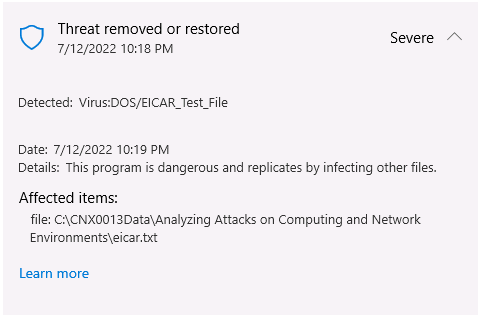 Threat removed or restored
7/12/2022 10:18 PM
Severe
Detected: Virus:DOS/EICAR_Test_File
Date: 7/12/2022 10:19 PM
Details: This program is dangerous and replicates by infecting other files.
Affected items:
file: C:\CNX0013Data\Analyzing Attacks on Computing and Network
Environments\eicar.txt
Learn more